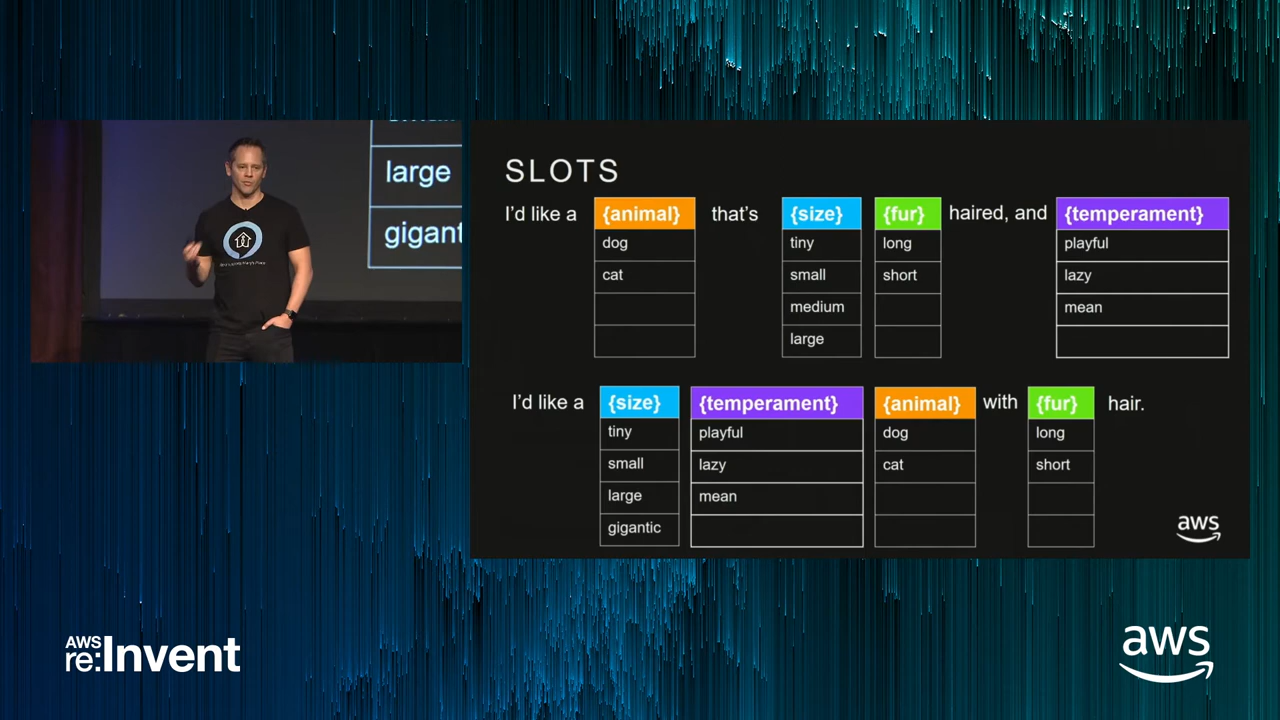 large
gigant
SLOTS
I'd like a {animal} that's {size} {fur} haired, and {temperament}
dog tiny long playful
cat small short lazy
medium mean
large
I'd like a {size} {temperament} {animal} with {fur} hair.
tiny playful dog long
small lazy cat short
large mean
gigantic
aws
AWS
re:Invent
aws